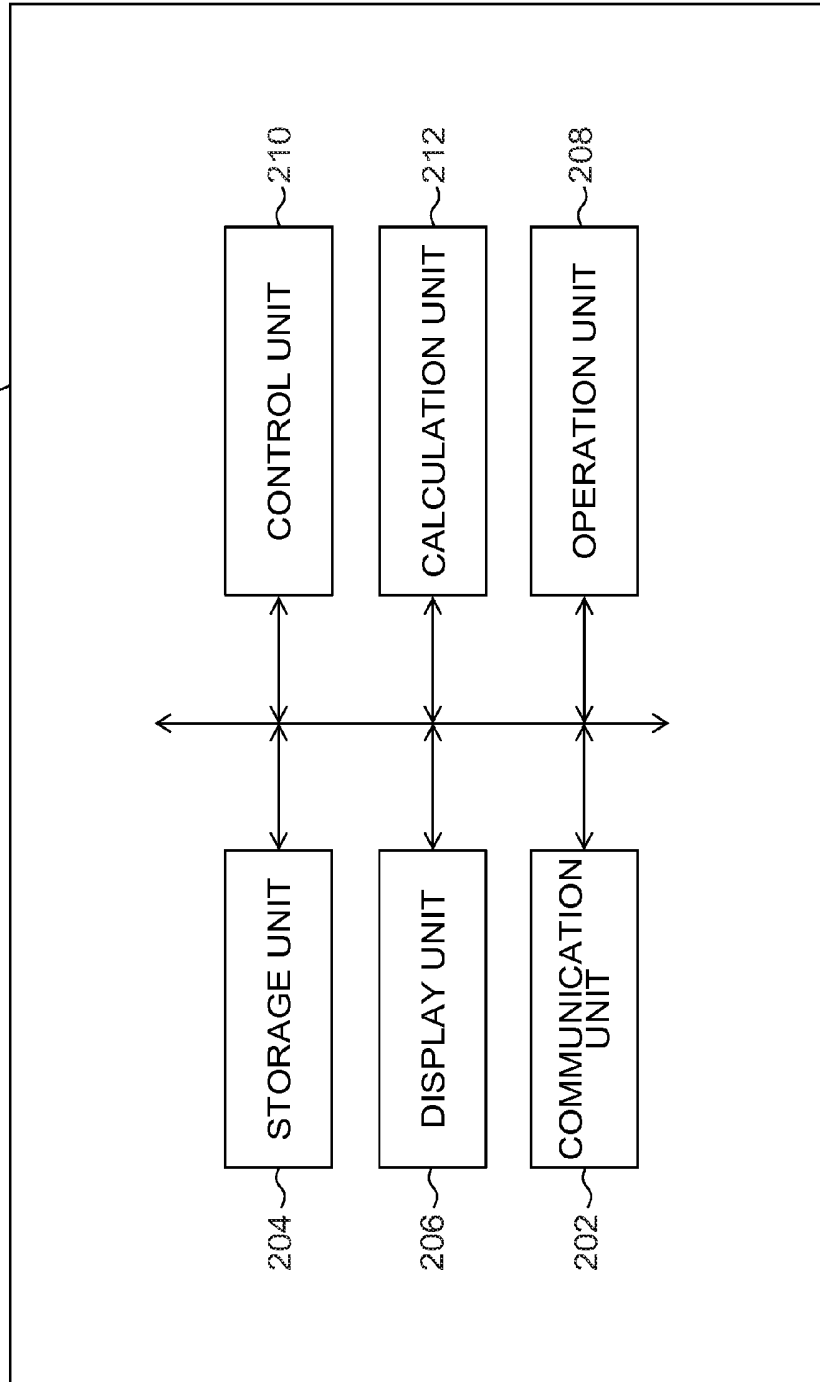 204
STORAGE UNIT
CONTROL UNIT
210
206
DISPLAY UNIT
CALCULATION UNIT
212
202
COMMUNICATION
UNIT
OPERATION UNIT
208